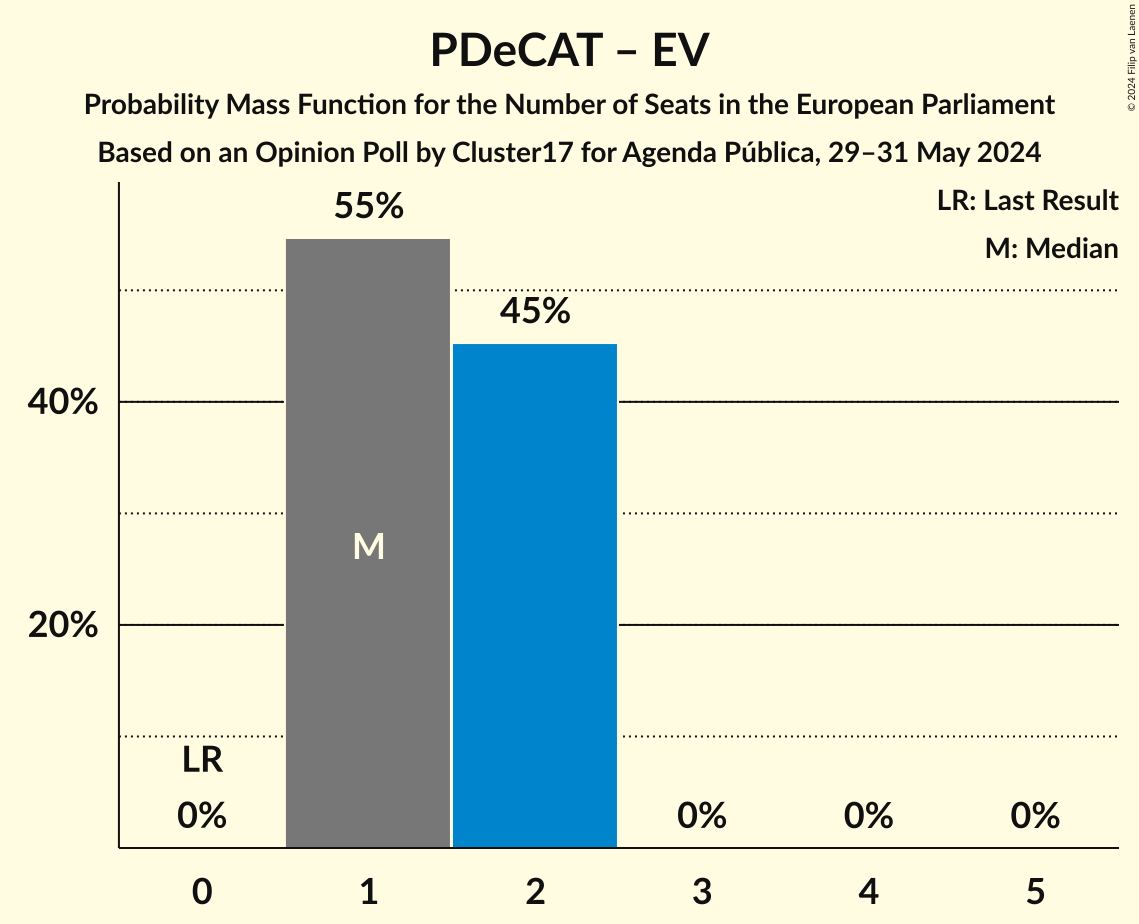 PDeCAT – EV
Probability Mass Function for the Number of Seats in the European Parliament
Based on an Opinion Poll by Cluster17 for Agenda Pública, 29–31 May 2024
© 2024 Filip van Laenen
LR: Last Result
M: Median
55%
45%
40%
M
20%
LR
0%
0%
0%
0%
0
1
2
3
4
5